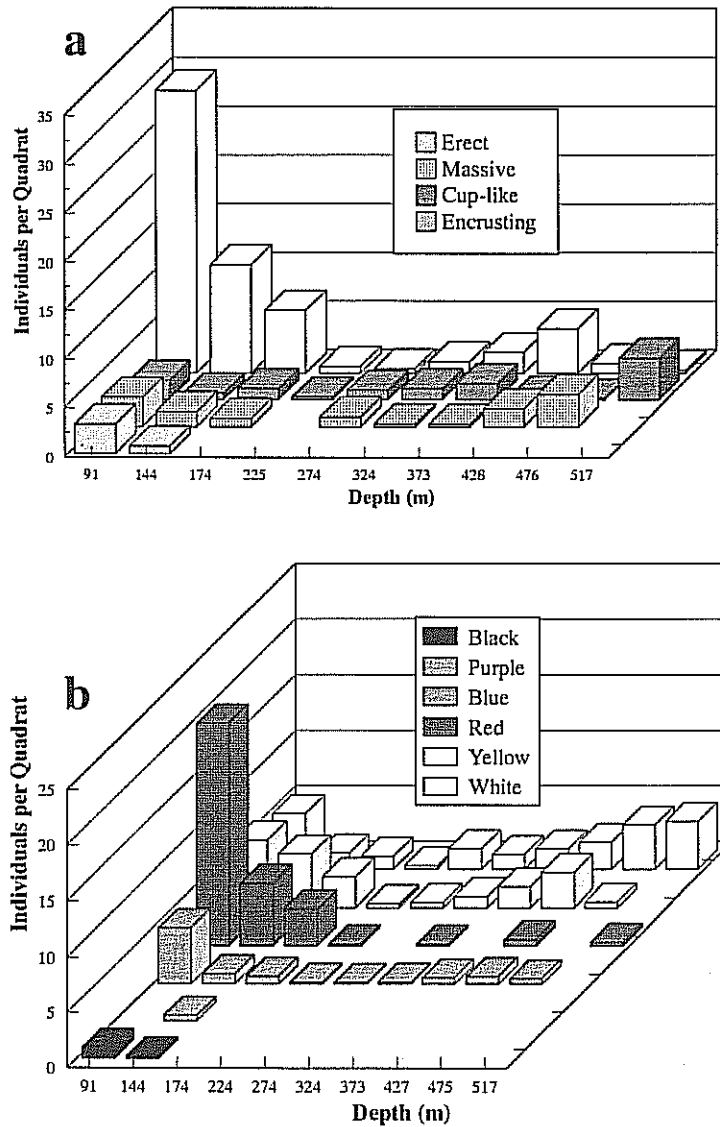 a
Individuals per Quadrat
35
30
25
20
15
10
5
0
Erect
Massive
Cup-like
Encrusting
91 144 174 225 274 324 373 428 476 517
Depth (m)
b
Individuals per Quadrat
25
20
15
10
5
0
Black
Purple
Blue
Red
Yellow
White
91 144 174 224 274 324 373 427 475 517
Depth (m)